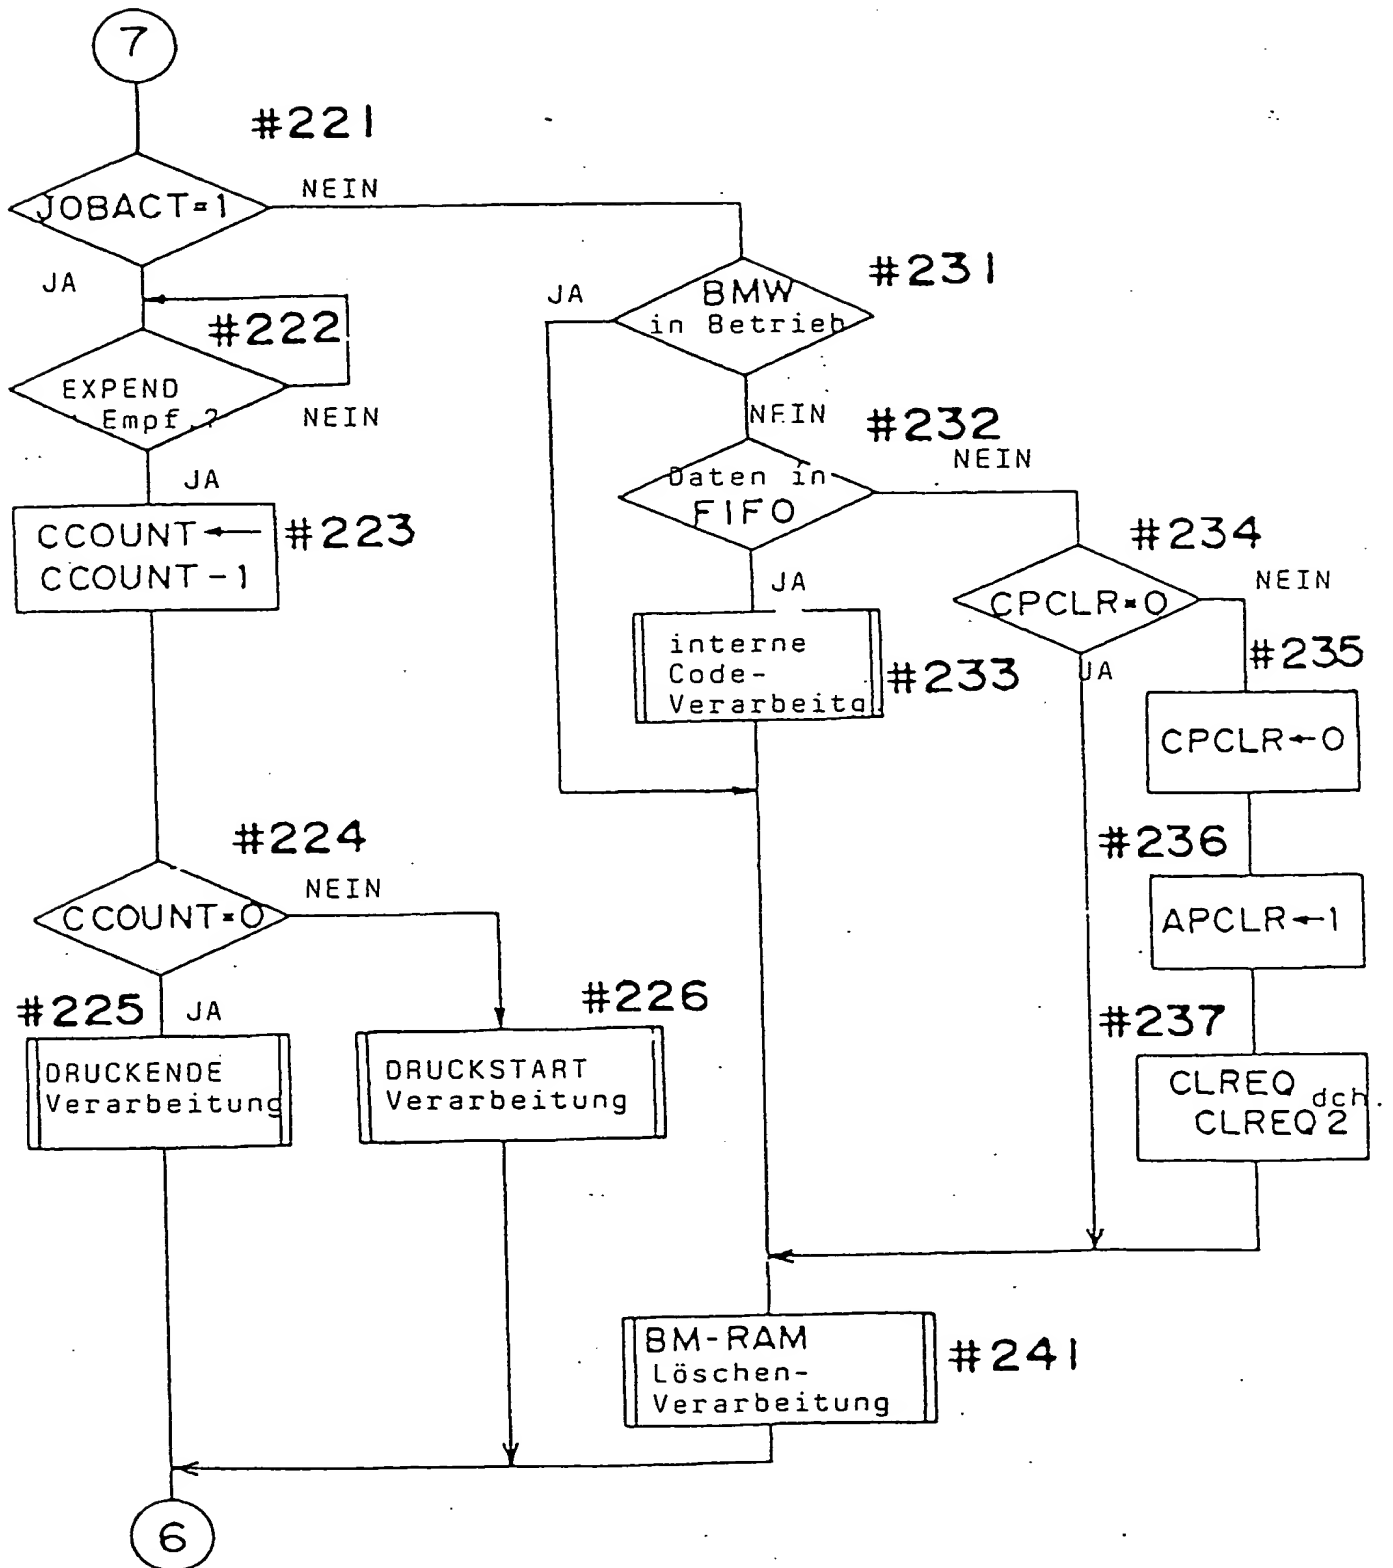 7
#221
JOBACT=1
NEIN
JA
#222
EXPEND
Empf.?
NEIN
JA
CCOUNT←
CCOUNT-1
#223
#224
CCOUNT=0
NEIN
#225
JA
DRUCKENDE
Verarbeitung
#226
DRUCKSTART
Verarbeitung
#231
BMW
in Betrieb
JA
NEIN
#232
Daten in
FIFO
NEIN
JA
interne
Code-
Verarbeitg
#233
#234
CPCLR=0
NEIN
JA
#235
CPCLR←0
#236
APCLR←1
#237
CLREQ
dch.
CLREQ2
BM-RAM
Löschen-
Verarbeitung
#241
6